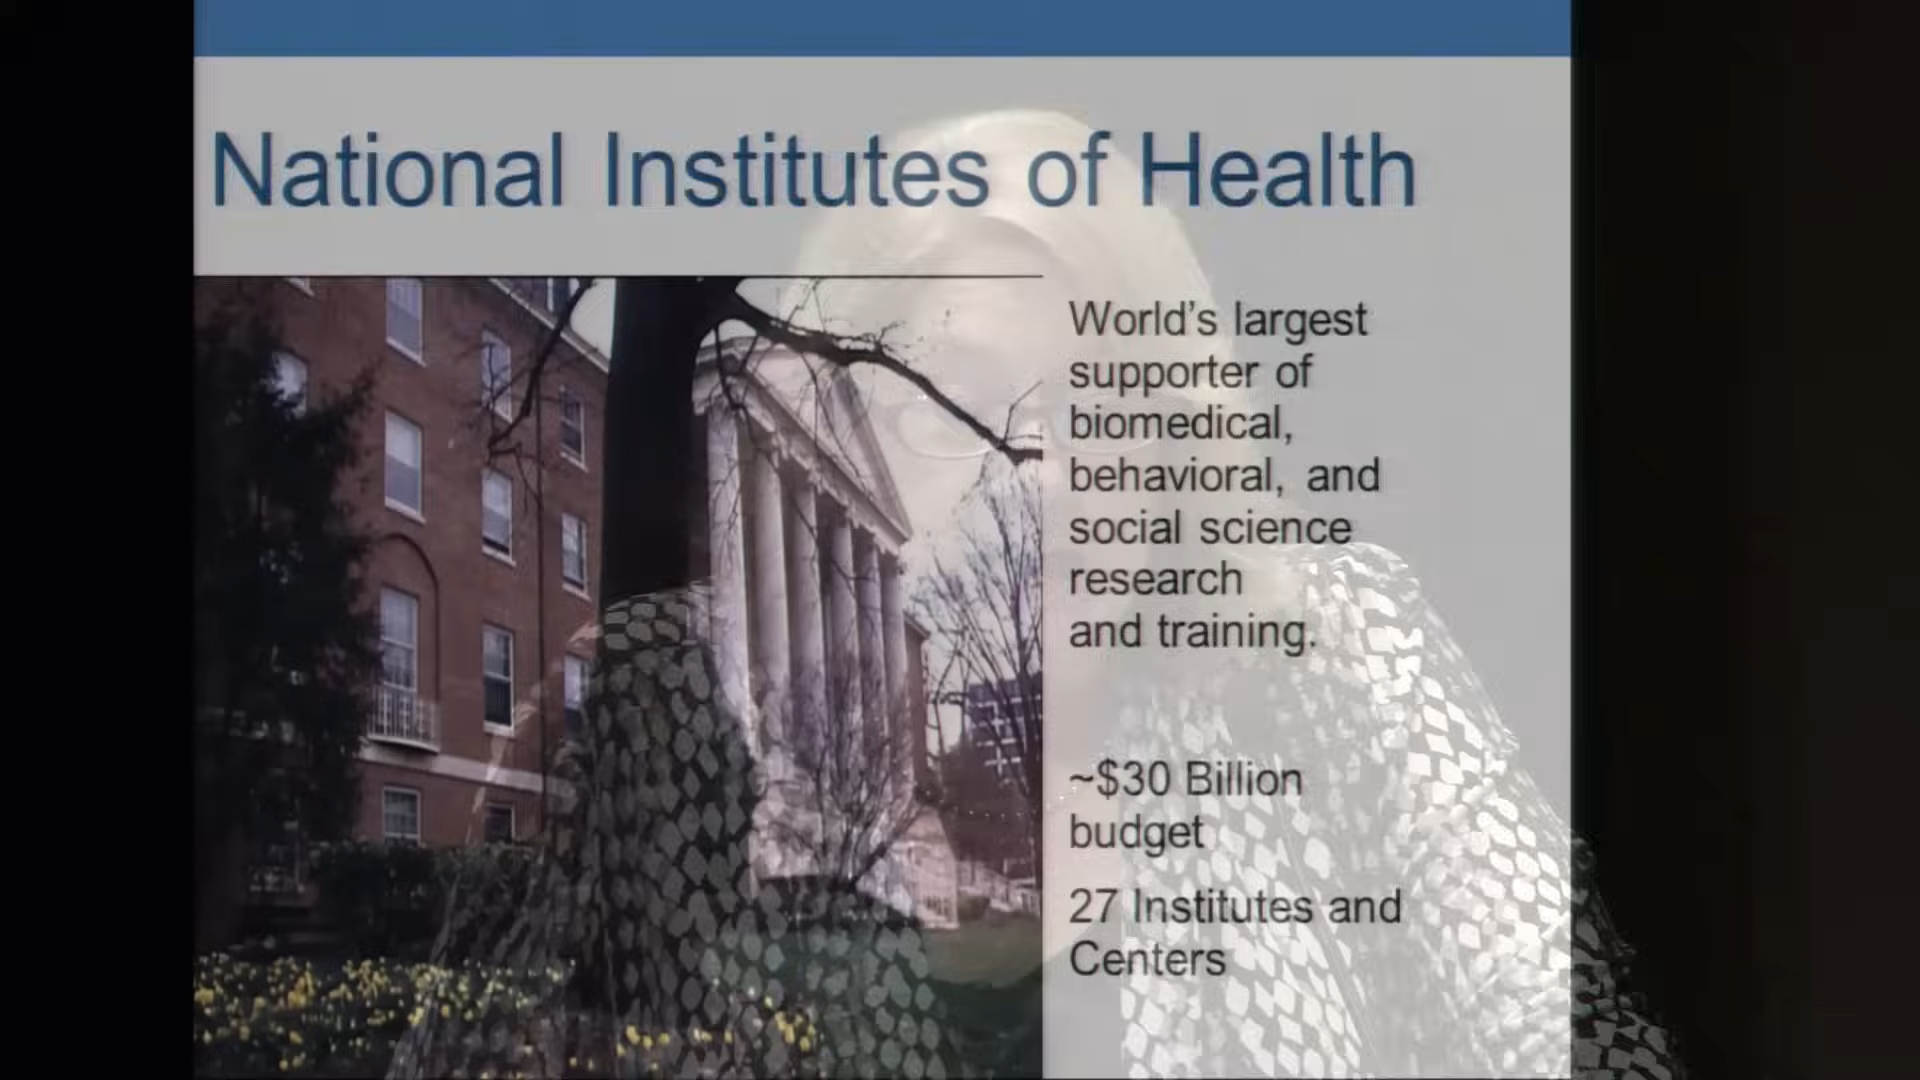 National Institutes of Health
World's largest
supporter of
biomedical,
behavioral, and
social science
research
and training.
~$30 Billion
budget
27 Institutes and
Centers